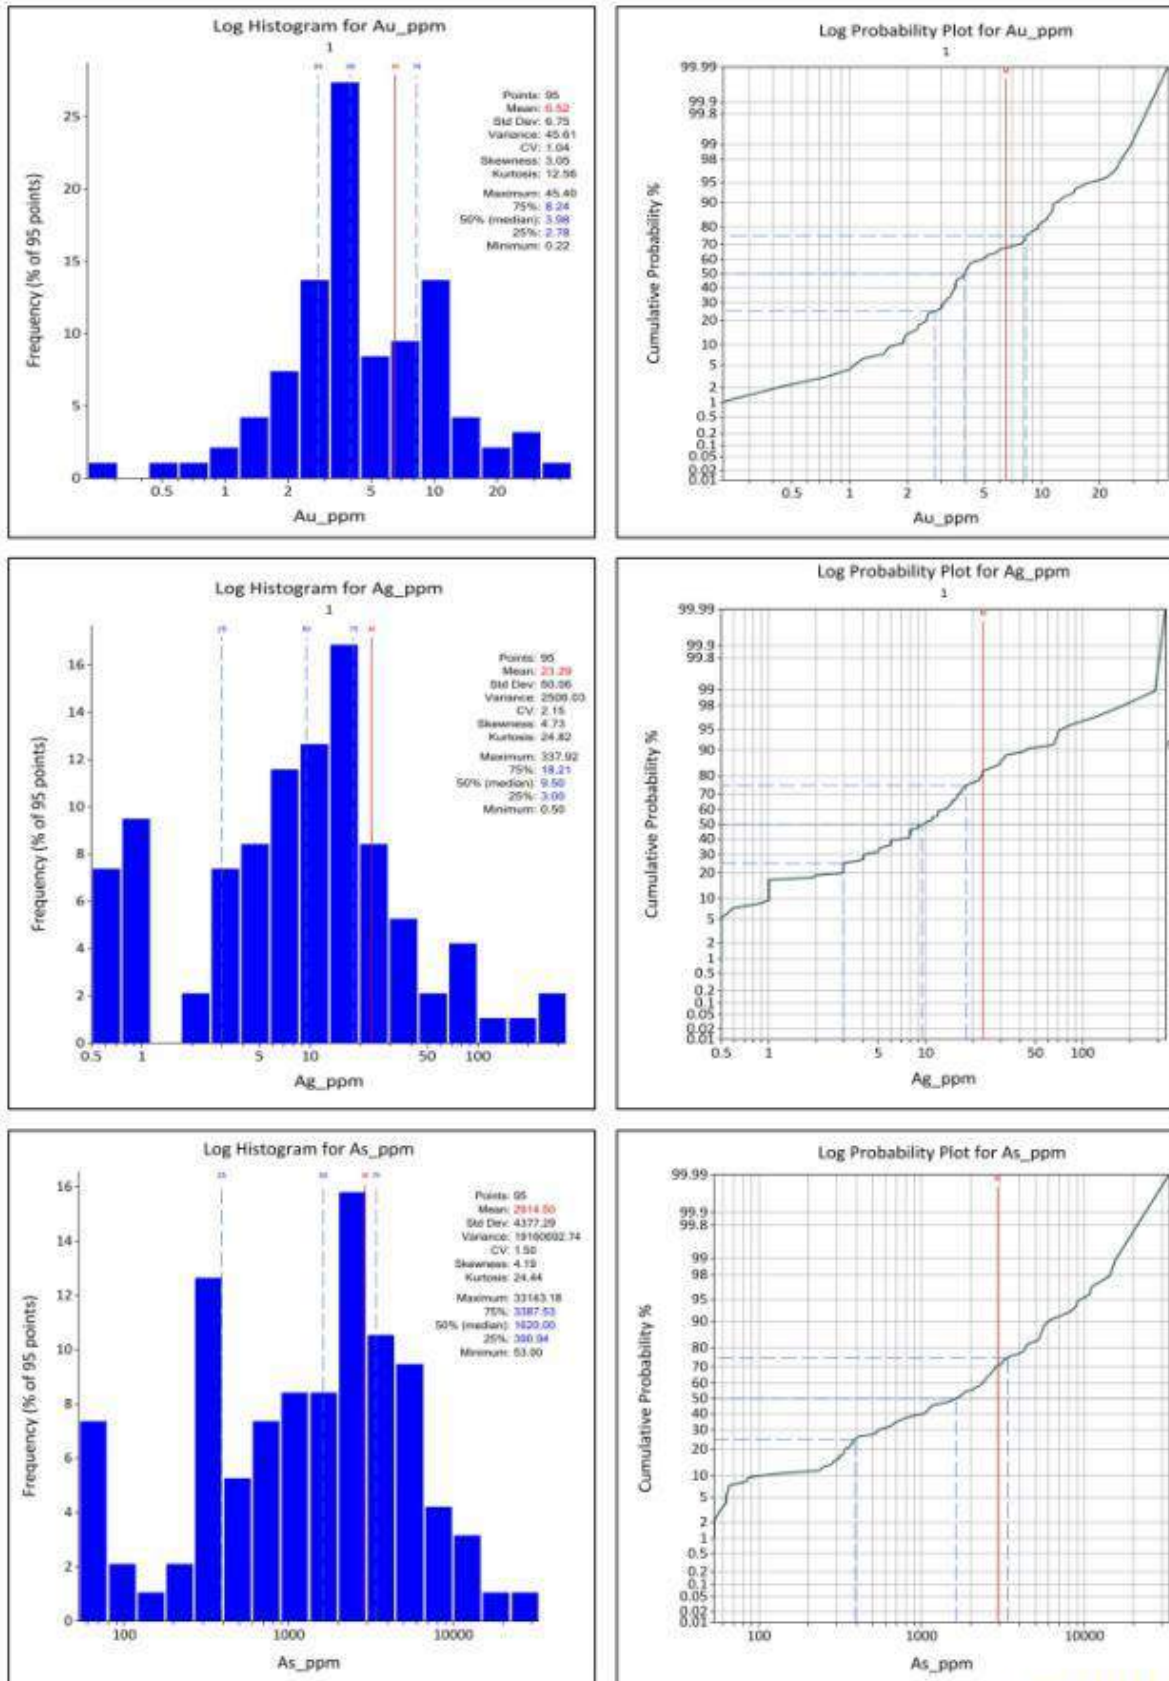 Log Histogram for Au_ppm
1
Points: 95
Mean: 6.52
Std Dev: 6.75
Variance: 45.61
CV: 1.04
Skewness: 3.05
Kurtosis: 12.56
Maximum: 45.40
75%: 8.24
50% (median): 3.98
25%: 2.78
Minimum: 0.22
Frequency (% of 95 points)
25
20
15
10
5
0
0.5 1 2 5 10 20
Au_ppm
Log Probability Plot for Au_ppm
1
Cumulative Probability %
99.99
99.9
99.8
99
98
95
90
80
70
60
50
40
30
20
10
5
2
1
0.5
0.2
0.1
0.05
0.02
0.01
0.5 1 2 5 10 20
Au_ppm
Log Histogram for Ag_ppm
1
Points: 95
Mean: 23.29
Std Dev: 50.06
Variance: 2506.03
CV: 2.15
Skewness: 4.73
Kurtosis: 24.82
Maximum: 337.92
75%: 18.21
50% (median): 9.50
25%: 3.00
Minimum: 0.50
Frequency (% of 95 points)
16
14
12
10
8
6
4
2
0
0.5 1 5 10 50 100
Ag_ppm
Log Probability Plot for Ag_ppm
1
Cumulative Probability %
99.99
99.9
99.8
99
98
95
90
80
70
60
50
40
30
20
10
5
2
1
0.5
0.2
0.1
0.05
0.02
0.01
0.5 1 5 10 50 100
Ag_ppm
Log Histogram for As_ppm
Points: 95
Mean: 2914.50
Std Dev: 4377.29
Variance: 19160692.74
CV: 1.50
Skewness: 4.19
Kurtosis: 24.44
Maximum: 33163.18
75%: 3387.53
50% (median): 1620.00
25%:
Minimum: 53.00
Frequency (% of 95 points)
16
14
12
10
8
6
4
2
0
100 1000 10000
As_ppm
Log Probability Plot for As_ppm
Cumulative Probability %
99.99
99.9
99.8
99
98
95
90
80
70
60
50
40
30
20
10
5
2
1
0.5
0.2
0.1
0.05
0.02
0.01
100 1000 10000
As_ppm